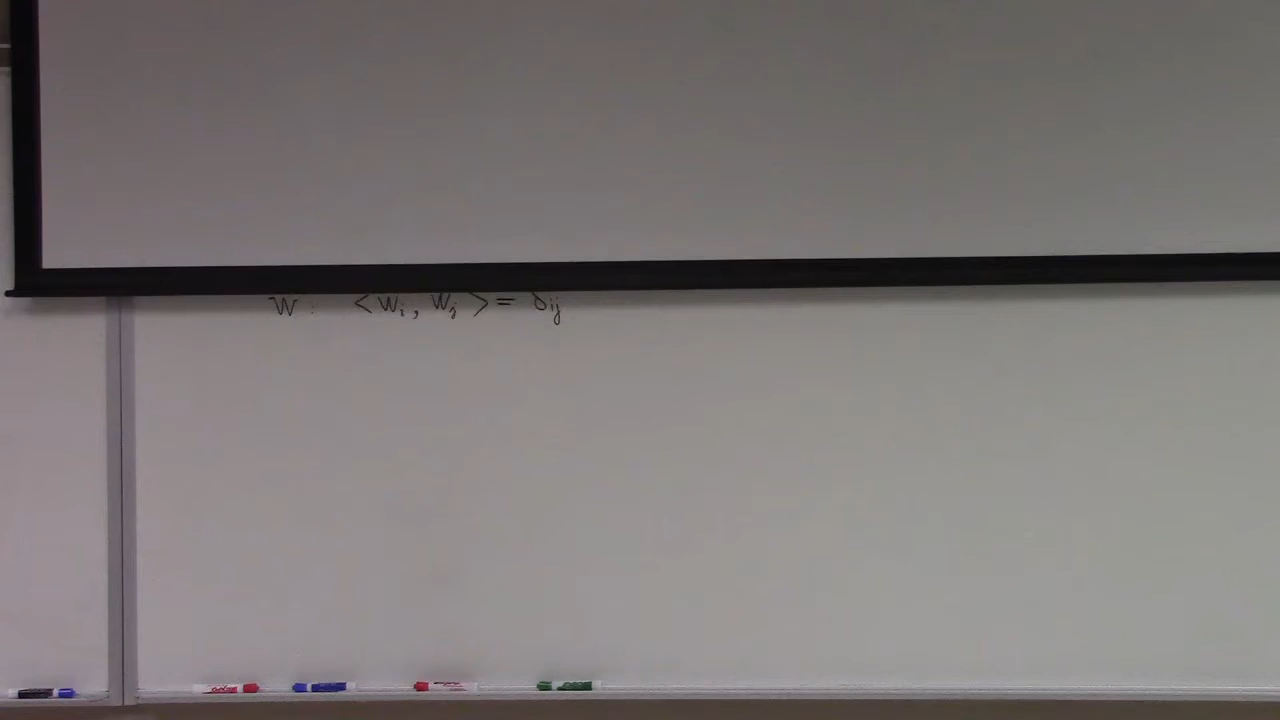 W : < w_i , w_j > = δ_ij